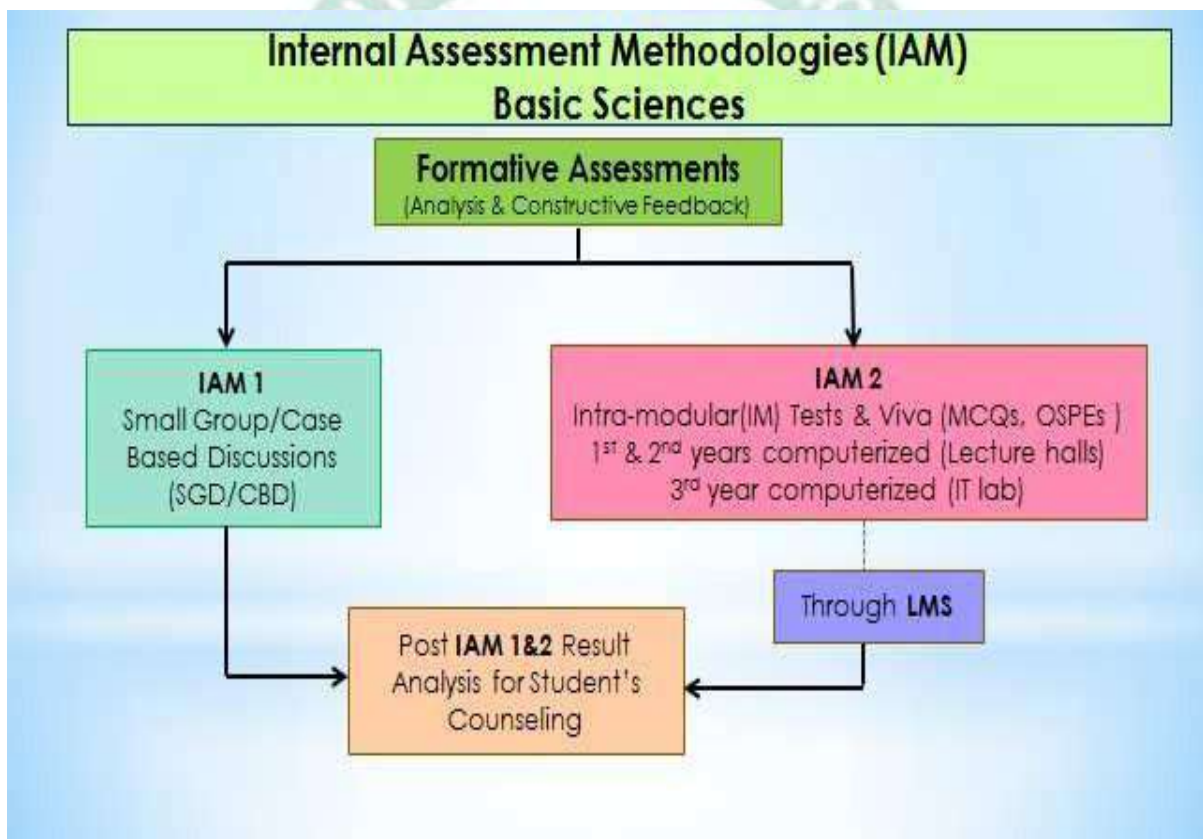 Internal Assessment Methodologies (IAM)
Basic Sciences
Formative Assessments
(Analysis & Constructive Feedback)
IAM 1
Small Group/Case
Based Discussions
(SGD/CBD)
IAM 2
Intra-modular(IM) Tests & Viva (MCQs, OSPEs )
1st & 2nd years computerized (Lecture halls)
3rd year computerized (IT lab)
Through LMS
Post IAM 1&2 Result
Analysis for Student's
Counseling